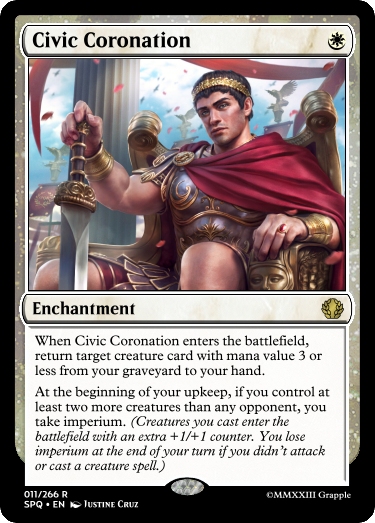 Civic Coronation
Enchantment
When Civic Coronation enters the battlefield,
return target creature card with mana value 3 or
less from your graveyard to your hand.
At the beginning of your upkeep, if you control at
least two more creatures than any opponent, you
take imperium. (Creatures you cast enter the
battlefield with an extra +1/+1 counter. You lose
imperium at the end of your turn if you didn't attack
or cast a creature spell.)
011/266 R
SPQ • EN Justine Cruz
©MMXXIII Grapple